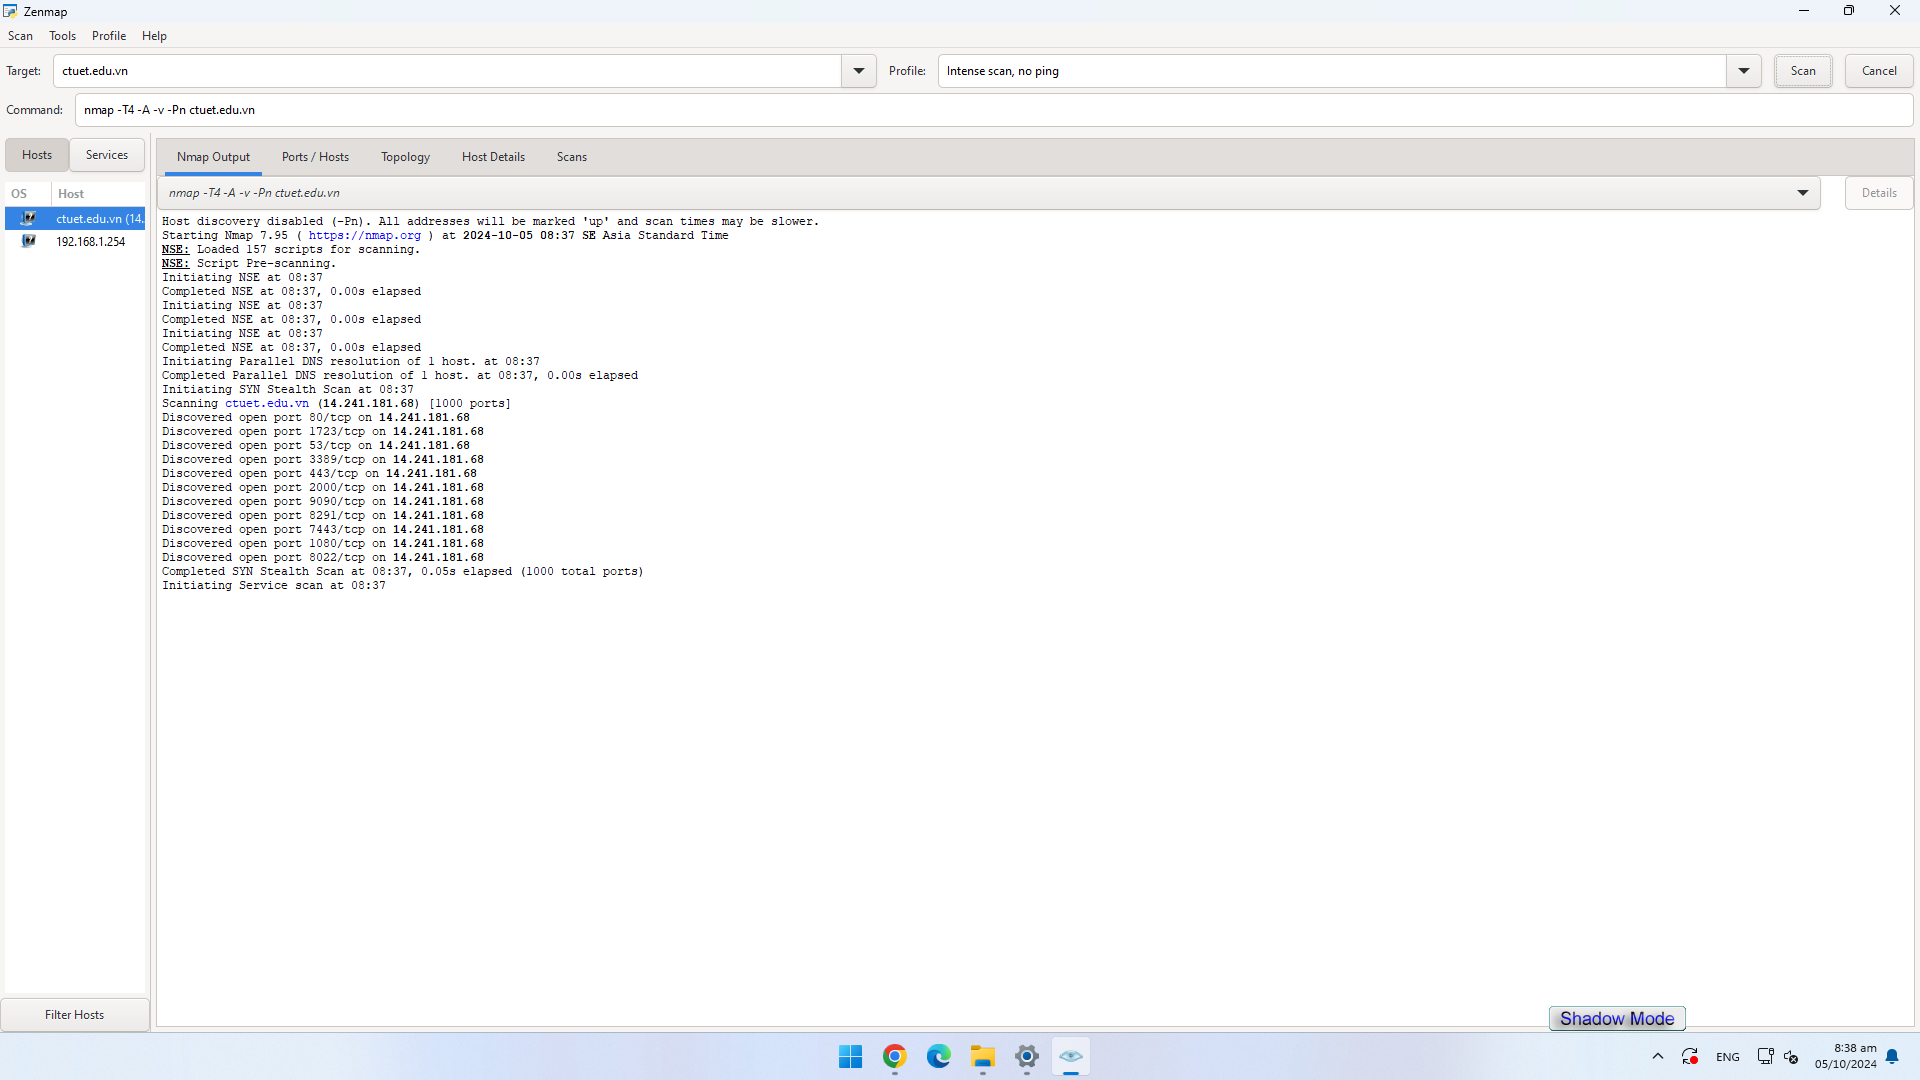 Zenmap
Scan Tools Profile Help
Target: ctuet.edu.vn Profile: Intense scan, no ping Scan Cancel
Command: nmap -T4 -A -v -Pn ctuet.edu.vn
Hosts Services Nmap Output Ports / Hosts Topology Host Details Scans
OS Host
nmap -T4 -A -v -Pn ctuet.edu.vn Details
ctuet.edu.vn (14.
192.168.1.254
Host discovery disabled (-Pn). All addresses will be marked 'up' and scan times may be slower.
Starting Nmap 7.95 ( https://nmap.org ) at 2024-10-05 08:37 SE Asia Standard Time
NSE: Loaded 157 scripts for scanning.
NSE: Script Pre-scanning.
Initiating NSE at 08:37
Completed NSE at 08:37, 0.00s elapsed
Initiating NSE at 08:37
Completed NSE at 08:37, 0.00s elapsed
Initiating NSE at 08:37
Completed NSE at 08:37, 0.00s elapsed
Initiating Parallel DNS resolution of 1 host. at 08:37
Completed Parallel DNS resolution of 1 host. at 08:37, 0.00s elapsed
Initiating SYN Stealth Scan at 08:37
Scanning ctuet.edu.vn (14.241.181.68) [1000 ports]
Discovered open port 80/tcp on 14.241.181.68
Discovered open port 1723/tcp on 14.241.181.68
Discovered open port 53/tcp on 14.241.181.68
Discovered open port 3389/tcp on 14.241.181.68
Discovered open port 443/tcp on 14.241.181.68
Discovered open port 2000/tcp on 14.241.181.68
Discovered open port 9090/tcp on 14.241.181.68
Discovered open port 8291/tcp on 14.241.181.68
Discovered open port 7443/tcp on 14.241.181.68
Discovered open port 1080/tcp on 14.241.181.68
Discovered open port 8022/tcp on 14.241.181.68
Completed SYN Stealth Scan at 08:37, 0.05s elapsed (1000 total ports)
Initiating Service scan at 08:37
Filter Hosts
Shadow Mode
ENG
8:38 am
05/10/2024